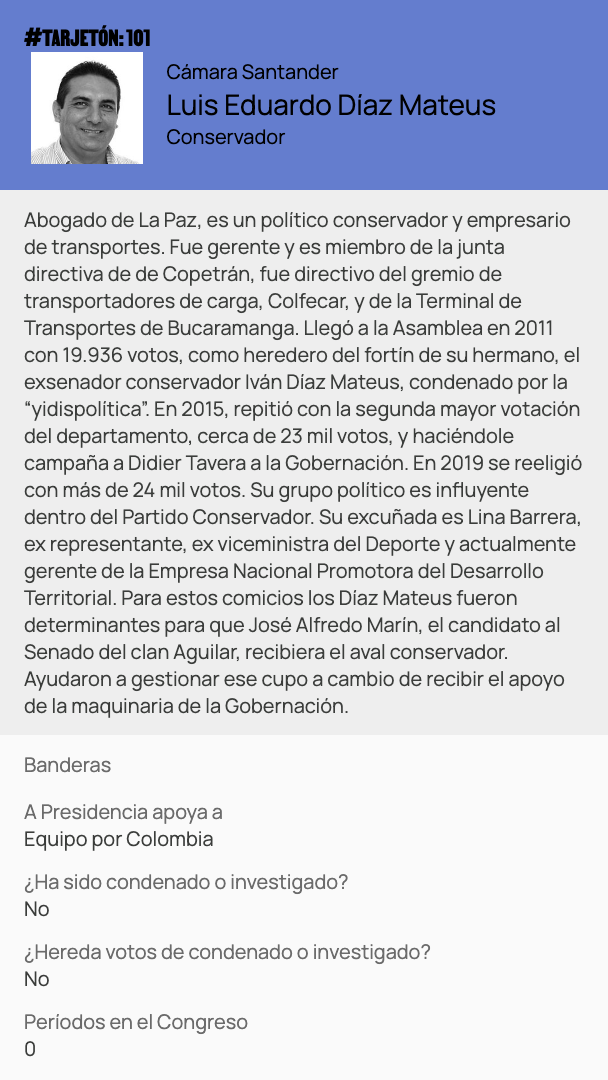 #TARJETÓN: 101
Cámara Santander
Luis Eduardo Díaz Mateus
Conservador
Abogado de La Paz, es un político conservador y empresario
de transportes. Fue gerente y es miembro de la junta
directiva de de Copetrán, fue directivo del gremio de
transportadores de carga, Colfecar, y de la Terminal de
Transportes de Bucaramanga. Llegó a la Asamblea en 2011
con 19.936 votos, como heredero del fortín de su hermano, el
exsenador conservador Iván Díaz Mateus, condenado por la
“yidispolítica”. En 2015, repitió con la segunda mayor votación
del departamento, cerca de 23 mil votos, y haciéndole
campaña a Didier Tavera a la Gobernación. En 2019 se reeligió
con más de 24 mil votos. Su grupo político es influyente
dentro del Partido Conservador. Su excuñada es Lina Barrera,
ex representante, ex viceministra del Deporte y actualmente
gerente de la Empresa Nacional Promotora del Desarrollo
Territorial. Para estos comicios los Díaz Mateus fueron
determinantes para que José Alfredo Marín, el candidato al
Senado del clan Aguilar, recibiera el aval conservador.
Ayudaron a gestionar ese cupo a cambio de recibir el apoyo
de la maquinaria de la Gobernación.
Banderas
A Presidencia apoya a
Equipo por Colombia
¿Ha sido condenado o investigado?
No
¿Hereda votos de condenado o investigado?
No
Períodos en el Congreso
0